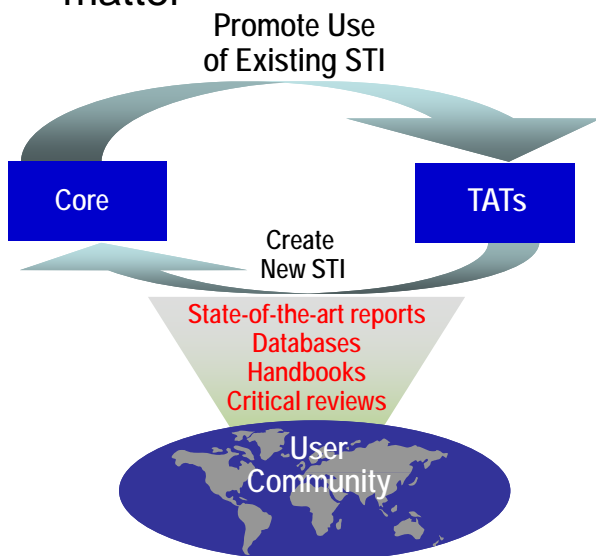 matter
Promote Use
of Existing STI
Core
TATs
Create
New STI
State-of-the-art reports
Databases
Handbooks
Critical reviews
User
Community